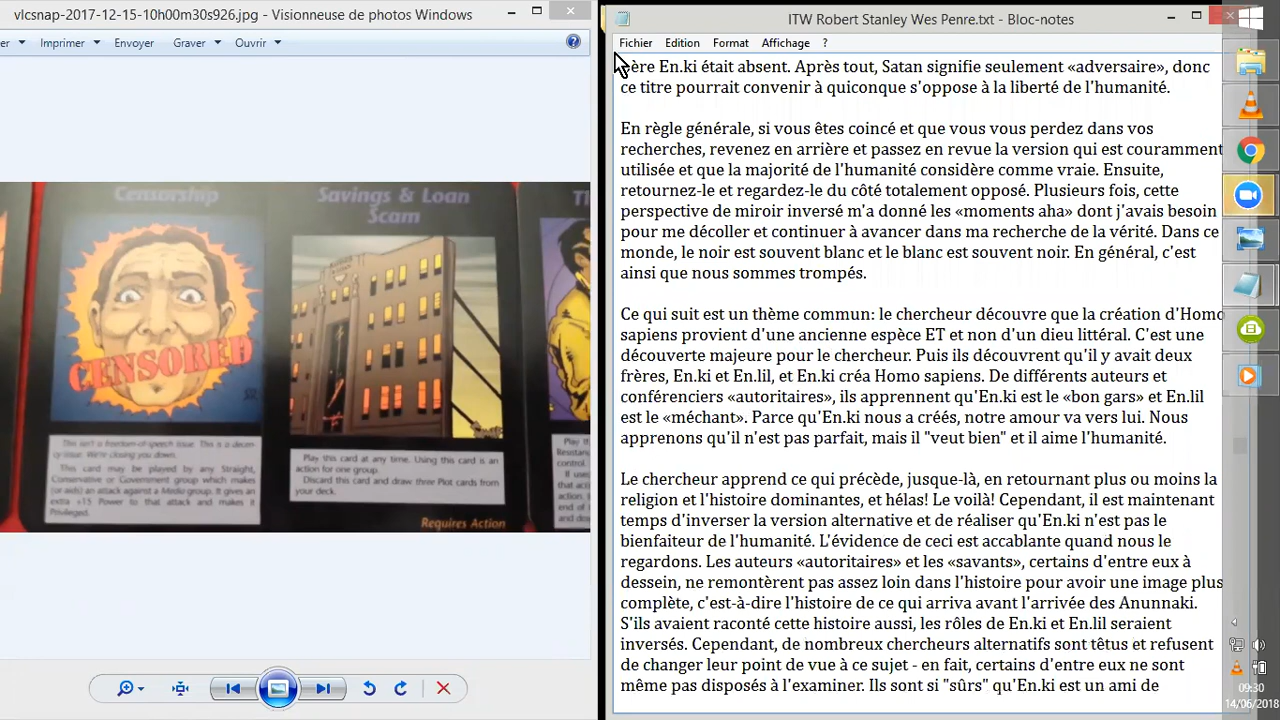 vlcsnap-2017-12-15-10h00m30s926.jpg - Visionneuse de photos Windows
Imprimer Envoyer Graver Ouvrir
Censorship
CENSORED
This isn't a freedom-of-speech issue. This is a decency issue. We're closing you down.
This card may be played by any Straight,
Conservative or Government group which makes
(or aids) an attack against a Media group. It gives an
extra +15 Power to that attack and makes it
Privileged.
Savings & Loan
Scam
Play this card at any time. Using this card is an
action for one group.
Discard this card and draw three Plot cards from
your deck.
Requires Action
ITW Robert Stanley Wes Penre.txt - Bloc-notes
Fichier Edition Format Affichage ?
En.ki était absent. Après tout, Satan signifie seulement «adversaire», donc
ce titre pourrait convenir à quiconque s'oppose à la liberté de l'humanité.
En règle générale, si vous êtes coincé et que vous vous perdez dans vos
recherches, revenez en arrière et passez en revue la version qui est couramment
utilisée et que la majorité de l'humanité considère comme vraie. Ensuite,
retournez-le et regardez-le du côté totalement opposé. Plusieurs fois, cette
perspective de miroir inversé m'a donné les «moments aha» dont j'avais besoin
pour me décoller et continuer à avancer dans ma recherche de la vérité. Dans ce
monde, le noir est souvent blanc et le blanc est souvent noir. En général, c'est
ainsi que nous sommes trompés.
Ce qui suit est un thème commun: le chercheur découvre que la création d'Homo
sapiens provient d'une ancienne espèce ET et non d'un dieu littéral. C'est une
découverte majeure pour le chercheur. Puis ils découvrent qu'il y avait deux
frères, En.ki et En.lil, et En.ki créa Homo sapiens. De différents auteurs et
conférenciers «autoritaires», ils apprennent qu'En.ki est le «bon gars» et En.lil
est le «méchant». Parce qu'En.ki nous a créés, notre amour va vers lui. Nous
apprenons qu'il n'est pas parfait, mais il "veut bien" et il aime l'humanité.
Le chercheur apprend ce qui précède, jusque-là, en retournant plus ou moins la
religion et l'histoire dominantes, et hélas! Le voilà! Cependant, il est maintenant
temps d'inverser la version alternative et de réaliser qu'En.ki n'est pas le
bienfaiteur de l'humanité. L'évidence de ceci est accablante quand nous le
regardons. Les auteurs «autoritaires» et les «savants», certains d'entre eux à
dessein, ne remontèrent pas assez loin dans l'histoire pour avoir une image plus
complète, c'est-à-dire l'histoire de ce qui arriva avant l'arrivée des Anunnaki.
S'ils avaient raconté cette histoire aussi, les rôles de En.ki et En.lil seraient
inversés. Cependant, de nombreux chercheurs alternatifs sont têtus et refusent
de changer leur point de vue à ce sujet - en fait, certains d'entre eux ne sont
même pas disposés à l'examiner. Ils sont si "sûrs" qu'En.ki est un ami de
09:30
14/06/2018